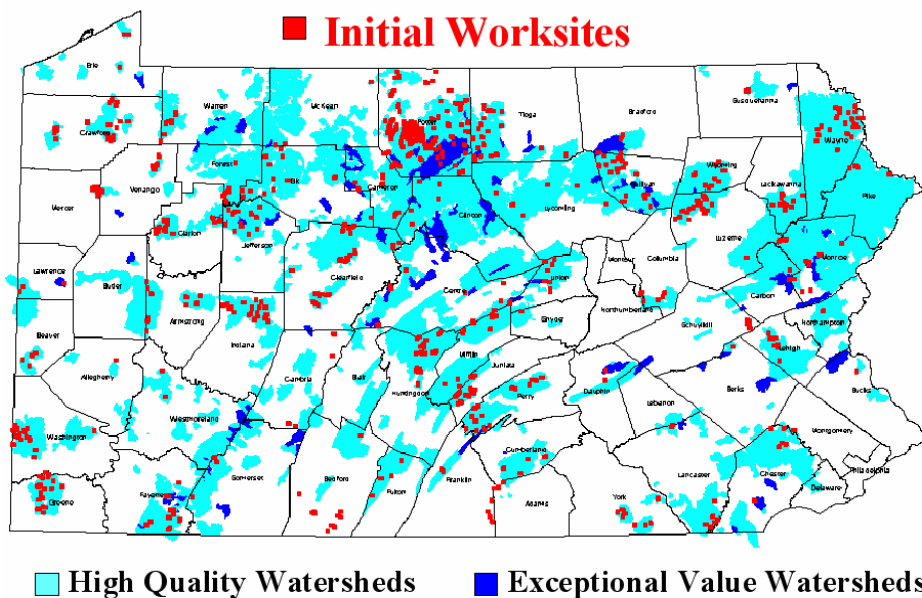 Initial Worksites
Erie
Warren
McKean
Potter
Tioga
Bradford
Susquehanna
Crawford
Wayne
Forest
Wyoming
Elk
Venango
Cameron
Sullivan
Lackawanna
Pike
Mercer
Clinton
Lycoming
Clarion
Jefferson
Luzerne
Clearfield
Monroe
Lawrence
Butler
Centre
Union
Montour
Columbia
Carbon
Armstrong
Snyder
Northumberland
Northampton
Beaver
Schuylkill
Indiana
Mifflin
Lehigh
Juniata
Allegheny
Cambria
Blair
Huntingdon
Perry
Dauphin
Berks
Bucks
Lebanon
Westmoreland
Montgomery
Washington
Cumberland
Philadelphia
Somerset
Bedford
Fulton
Franklin
Lancaster
Chester
Delaware
Greene
Fayette
Adams
York
High Quality Watersheds
Exceptional Value Watersheds